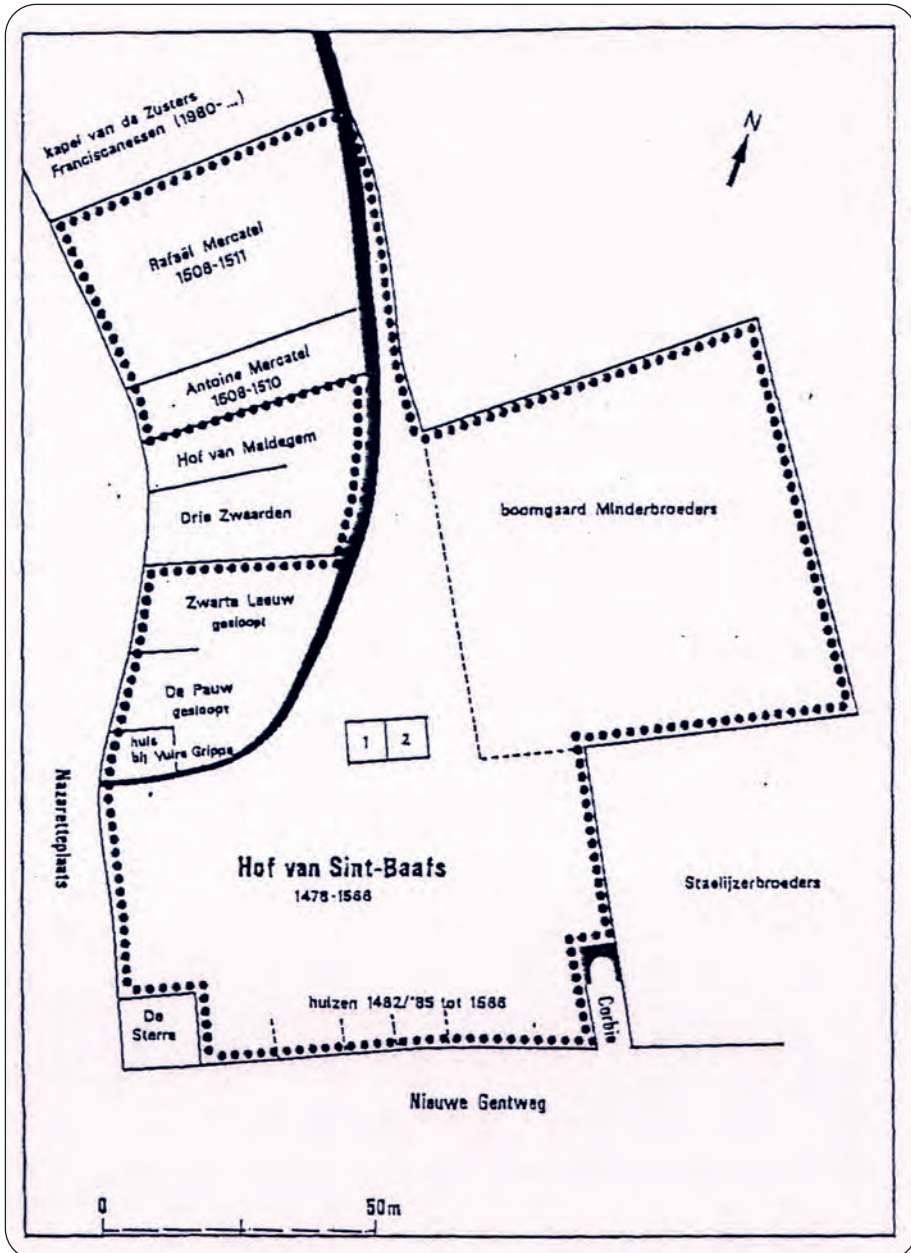 kapel van de Zusters
Franciscanessen (1980-...)
N
Rafaël Mercatel
1508-1511
Antoine Mercatel
1508-1510
Hof van Maldegem
Drie Zwaarden
boomgaard Minderbroeders
Zwarte Leeuw
gesloopt
De Pauw
gesloopt
huis
bij Vuire Grippe
1 2
Nazaretteplaats
Hof van Sint-Baafs
1478-1566
Staelijzerbroeders
huizen 1482/'85 tot 1566
De
Sterre
Corbie
Nieuwe Gentweg
0 50m